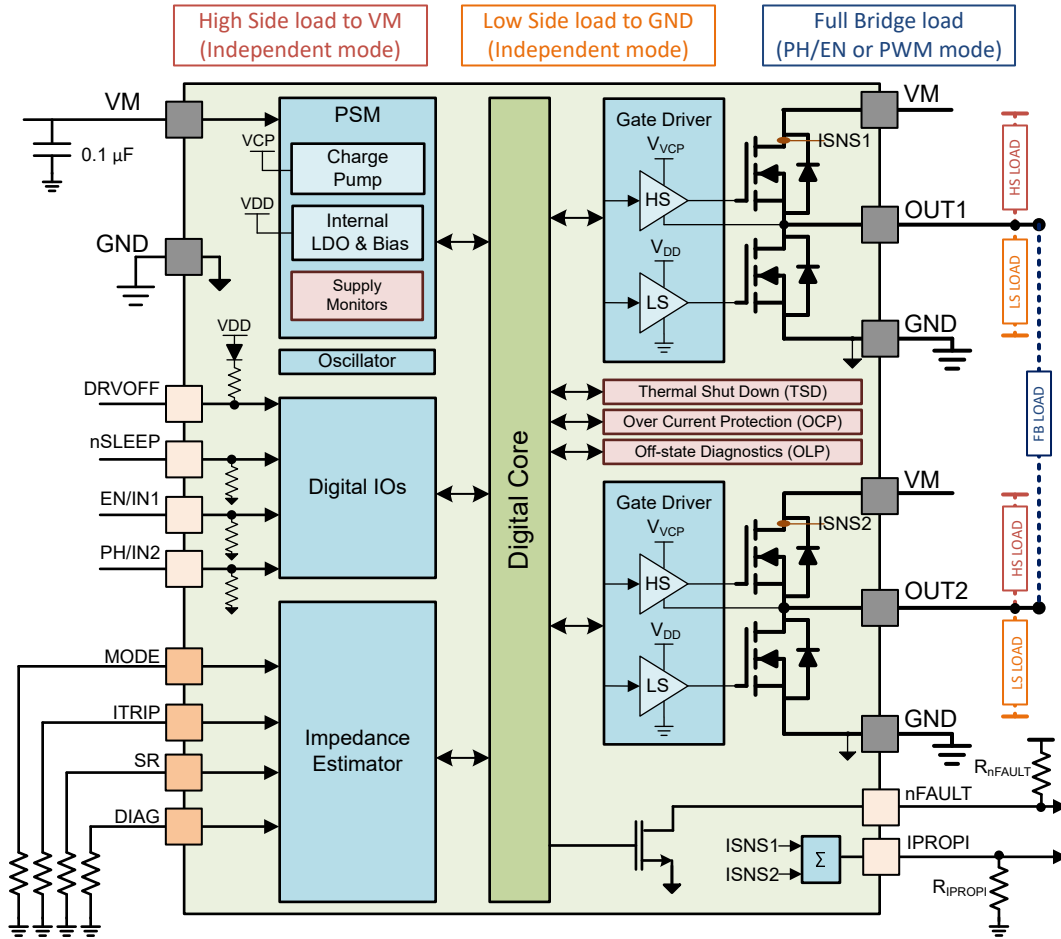 High Side load to VM
(Independent mode)
Low Side load to GND
(Independent mode)
Full Bridge load
(PH/EN or PWM mode)
VM
0.1 µF
GND
PSM
VCP
Charge
Pump
VDD
Internal
LDO & Bias
Supply
Monitors
Oscillator
VDD
DRVOFF
nSLEEP
EN/IN1
PH/IN2
Digital IOs
MODE
ITRIP
SR
DIAG
Impedance
Estimator
Digital Core
Gate Driver
VVCP
HS
VDD
LS
ISNS1
VM
OUT1
GND
HS LOAD
LS LOAD
FB LOAD
Thermal Shut Down (TSD)
Over Current Protection (OCP)
Off-state Diagnostics (OLP)
Gate Driver
VVCP
HS
VDD
LS
ISNS2
VM
OUT2
GND
HS LOAD
LS LOAD
RnFAULT
nFAULT
ISNS1
ISNS2
Σ
IPROPI
RIPROPI